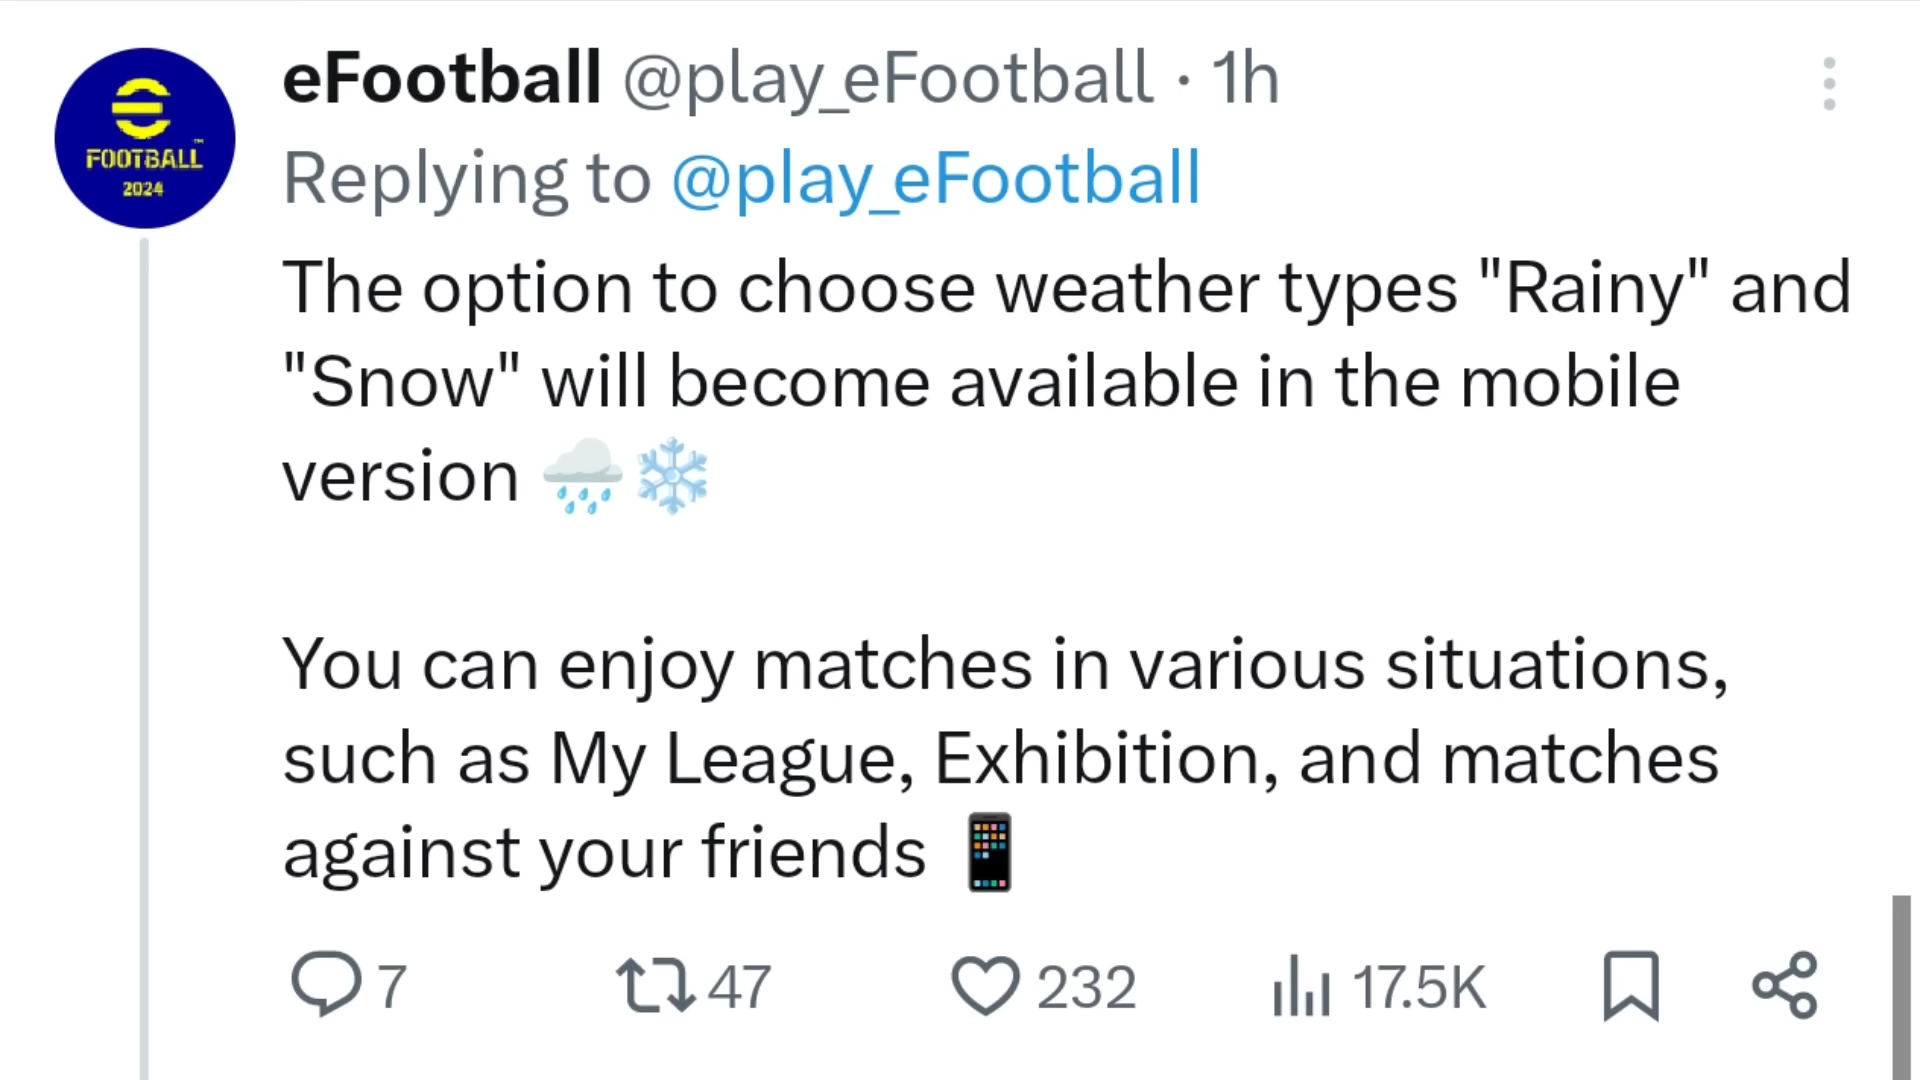 eFootball @play_eFootball · 1h
Replying to @play_eFootball
The option to choose weather types "Rainy" and
"Snow" will become available in the mobile
version 🌧️❄️
You can enjoy matches in various situations,
such as My League, Exhibition, and matches
against your friends 📱
7 47 232 17.5K
FOOTBALL™
2024